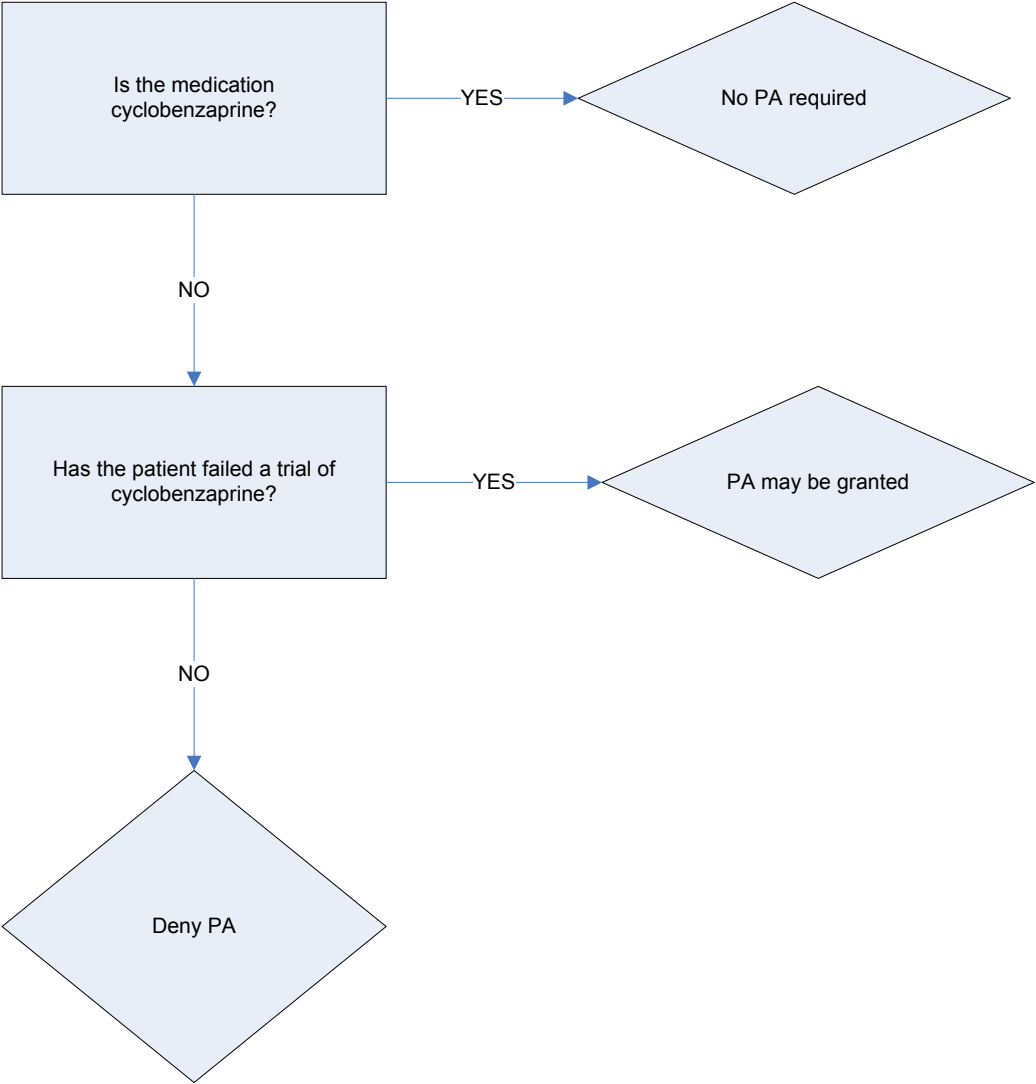 Is the medication
cyclobenzaprine?
YES
No PA required
NO
Has the patient failed a trial of
cyclobenzaprine?
YES
PA may be granted
NO
Deny PA